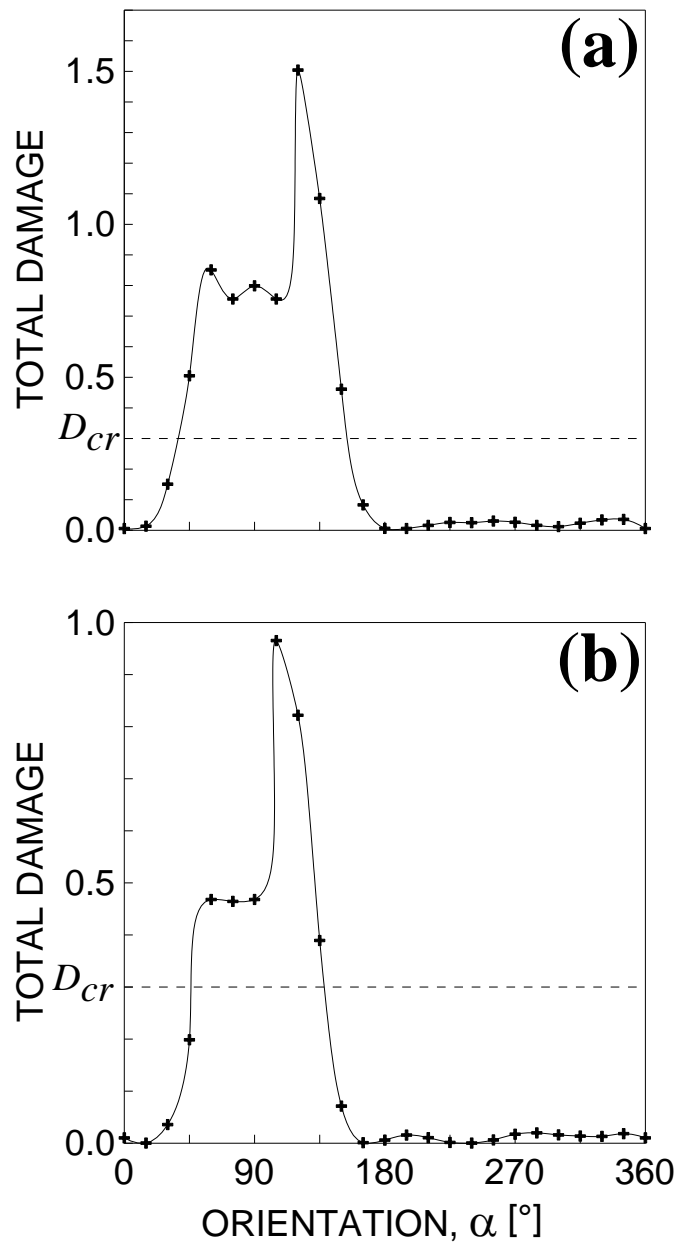 (a)
1.5
1.0
0.5
D_cr
0.0
TOTAL DAMAGE
(b)
1.0
0.5
D_cr
0.0
TOTAL DAMAGE
0 90 180 270 360
ORIENTATION, α [°]